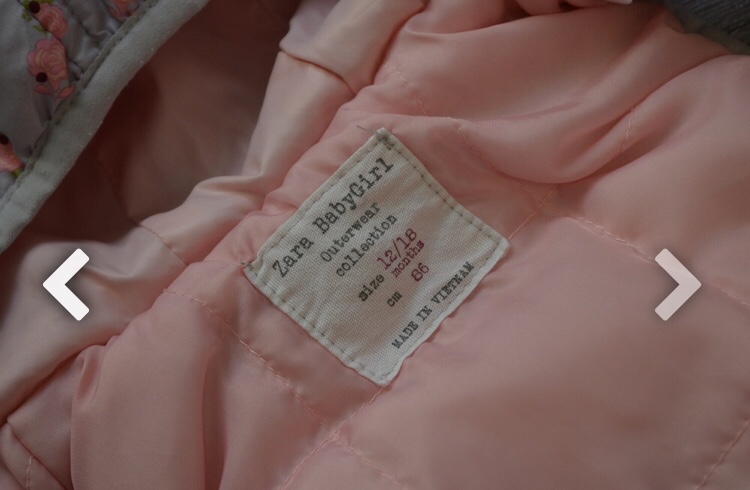 Zara BabyGirl
Outerwear
collection
size 12/18
months
cm 86
MADE IN VIETNAM